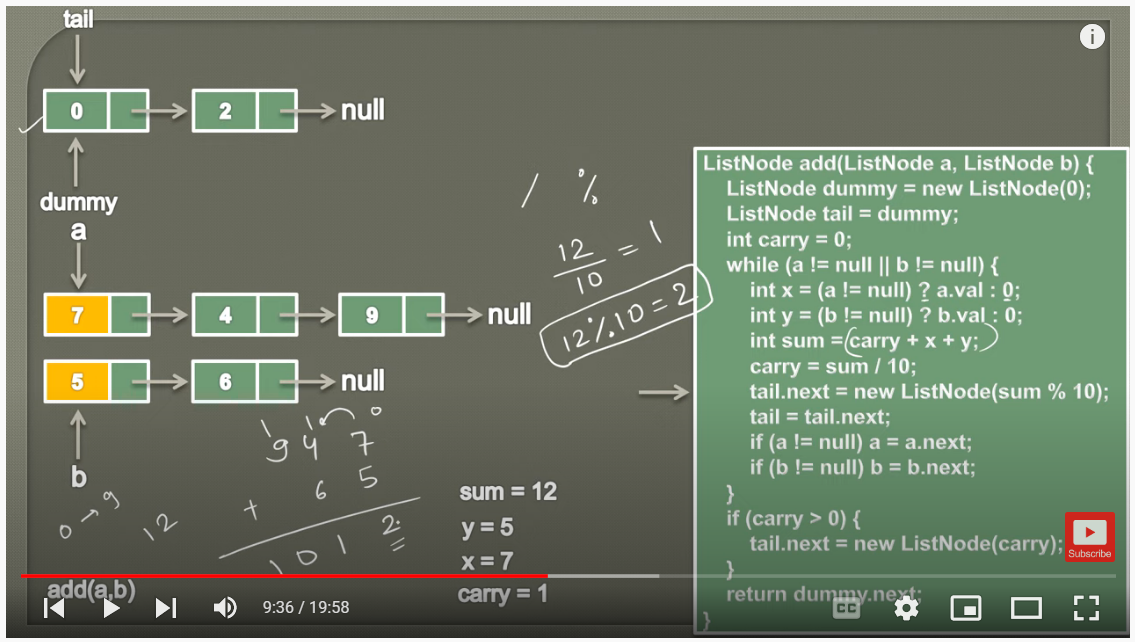 tail
0
2
null
dummy
a
7
4
9
null
5
6
null
b
/ %
12
10
= 1
12%10=2
1 1 0
9 4 7
+ 6 5
1 0 1 2
0 → 9
12
sum = 12
y = 5
x = 7
carry = 1
add(a,b)
ListNode add(ListNode a, ListNode b) {
ListNode dummy = new ListNode(0);
ListNode tail = dummy;
int carry = 0;
while (a != null || b != null) {
int x = (a != null) ? a.val : 0;
int y = (b != null) ? b.val : 0;
int sum = carry + x + y;
carry = sum / 10;
tail.next = new ListNode(sum % 10);
tail = tail.next;
if (a != null) a = a.next;
if (b != null) b = b.next;
}
if (carry > 0) {
tail.next = new ListNode(carry);
}
return dummy.next;
}
Subscribe
9:36 / 19:58
CC
i